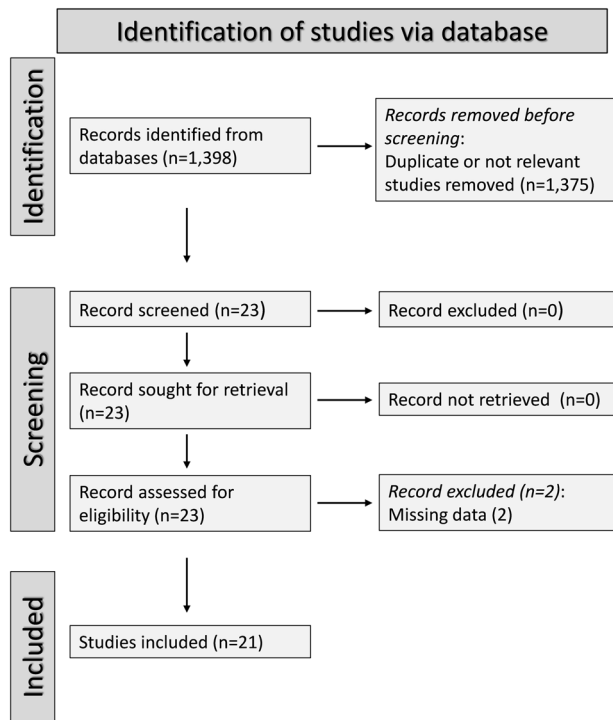 Identification of studies via database
Identification
Records identified from
databases (n=1,398)
Records removed before
screening:
Duplicate or not relevant
studies removed (n=1,375)
Screening
Record screened (n=23)
Record excluded (n=0)
Record sought for retrieval
(n=23)
Record not retrieved (n=0)
Record assessed for
eligibility (n=23)
Record excluded (n=2):
Missing data (2)
Included
Studies included (n=21)